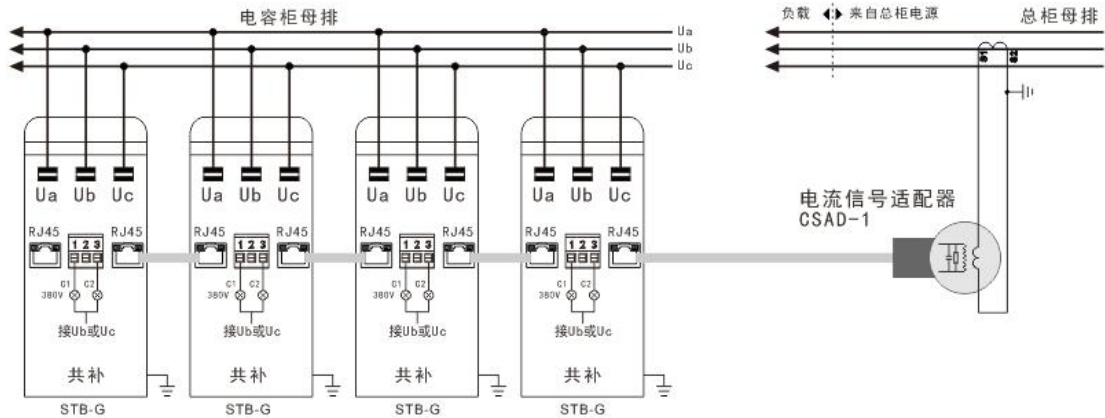 电容柜母排
负载 来自总柜电源
总柜母排
Ua
Ub
Uc
S1 S2
Ua Ub Uc
Ua Ub Uc
Ua Ub Uc
Ua Ub Uc
电流信号适配器
CSAD-1
RJ45 RJ45
RJ45 RJ45
RJ45 RJ45
RJ45 RJ45
1 2 3
1 2 3
1 2 3
1 2 3
C1 C2
C1 C2
C1 C2
C1 C2
380V
380V
380V
380V
接Ub或Uc
接Ub或Uc
接Ub或Uc
接Ub或Uc
共补
共补
共补
共补
STB-G
STB-G
STB-G
STB-G